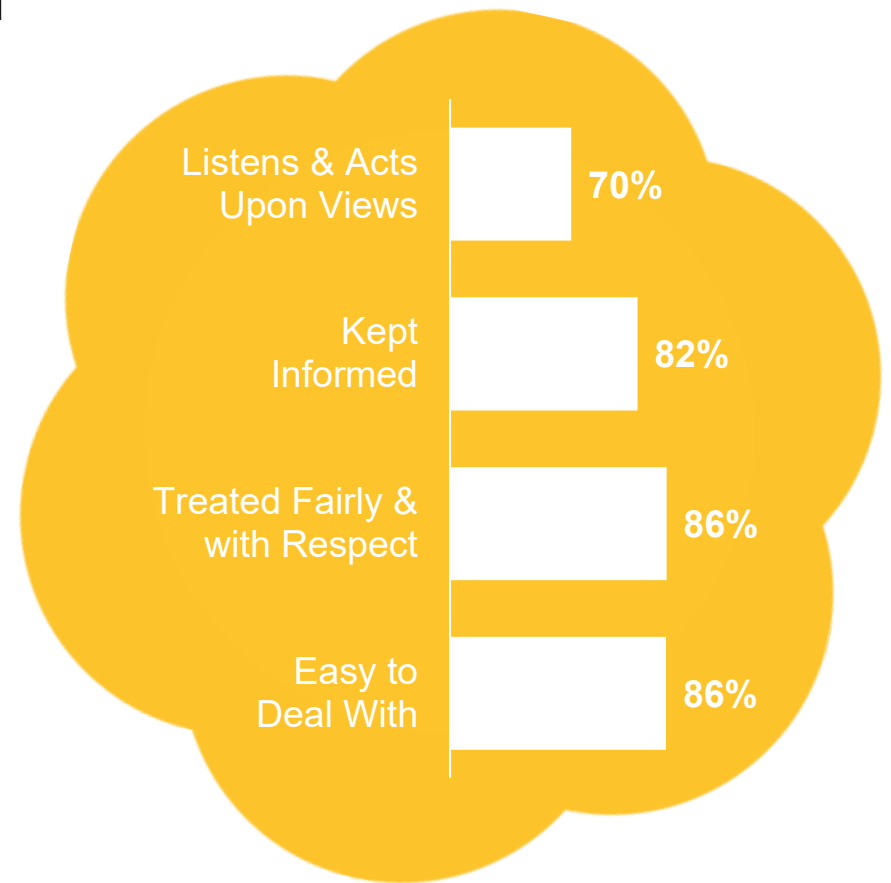 Listens & Acts
Upon Views
70%
Kept
Informed
82%
Treated Fairly &
with Respect
86%
Easy to
Deal With
86%